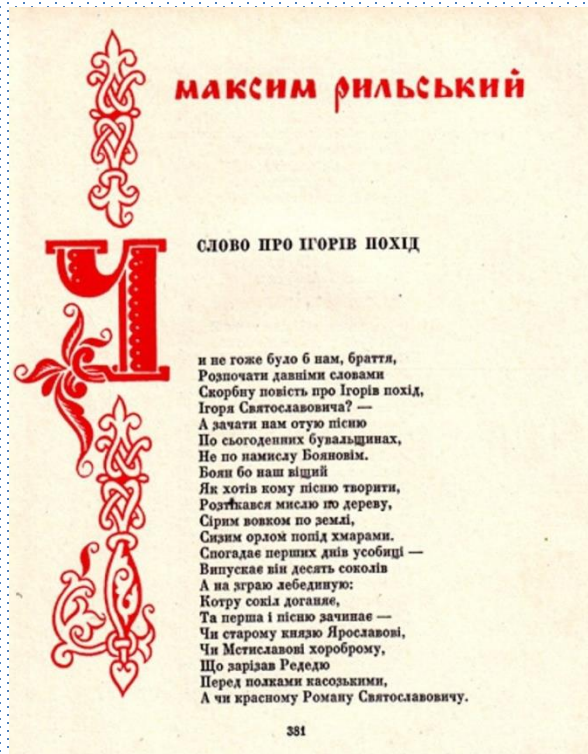 максим рильський
СЛОВО ПРО ІГОРІВ ПОХІД
Чи не гоже було б нам, браття,
Розпочати давніми словами
Скорбну повість про Ігорів похід,
Ігоря Святославовича? —
А зачати нам отую пісню
По сьогоденних бувальщинах,
Не по намислу Бояновім.
Боян бо наш віщий
Як хотів кому пісню творити,
Розтікався мислю по дереву,
Сірим вовком по землі,
Сизим орлом попід хмарами.
Спогадає перших днів усобиці —
Випускає він десять соколів
А на зграю лебединую:
Котру сокіл доганяє,
Та перша і пісню зачинає —
Чи старому князю Ярославові,
Чи Мстиславові хороброму,
Що зарізав Редедю
Перед полками касозькими,
А чи красному Роману Святославовичу.
381